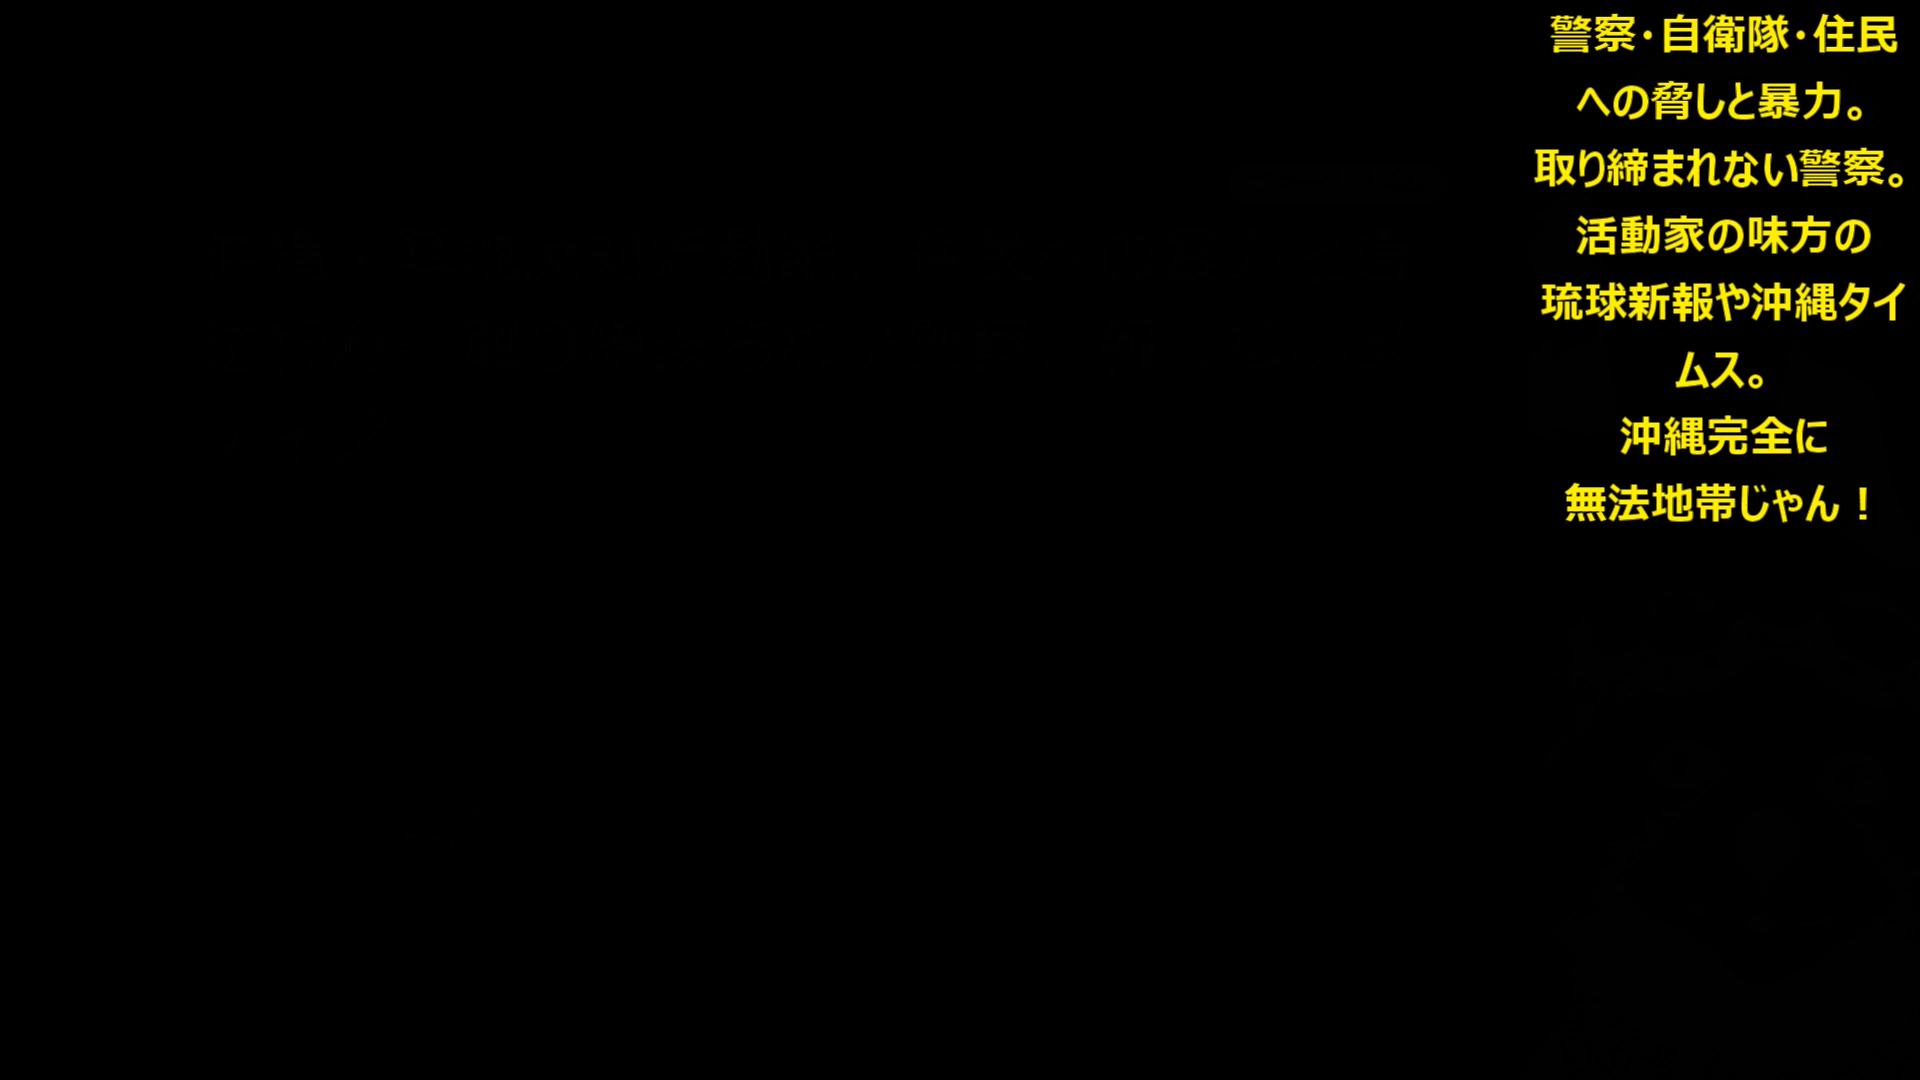 警察・自衛隊・住民
への脅しと暴力。
取り締まれない警察。
活動家の味方の
琉球新報や沖縄タイ
ムス。
沖縄完全に
無法地帯じゃん！